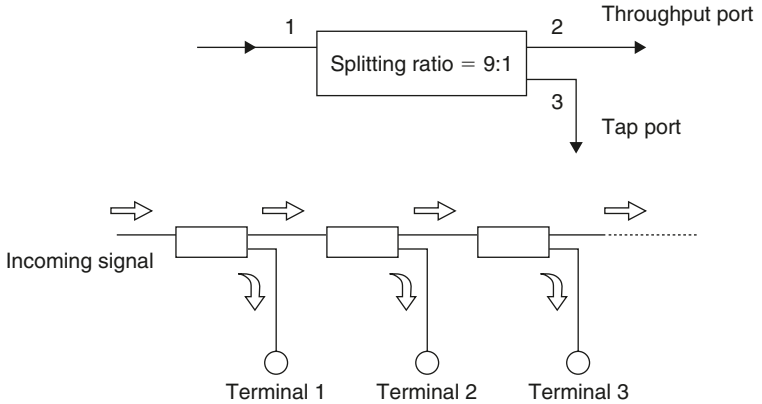 Throughput port
1
2
Splitting ratio = 9:1
3
Tap port
Incoming signal
Terminal 1
Terminal 2
Terminal 3